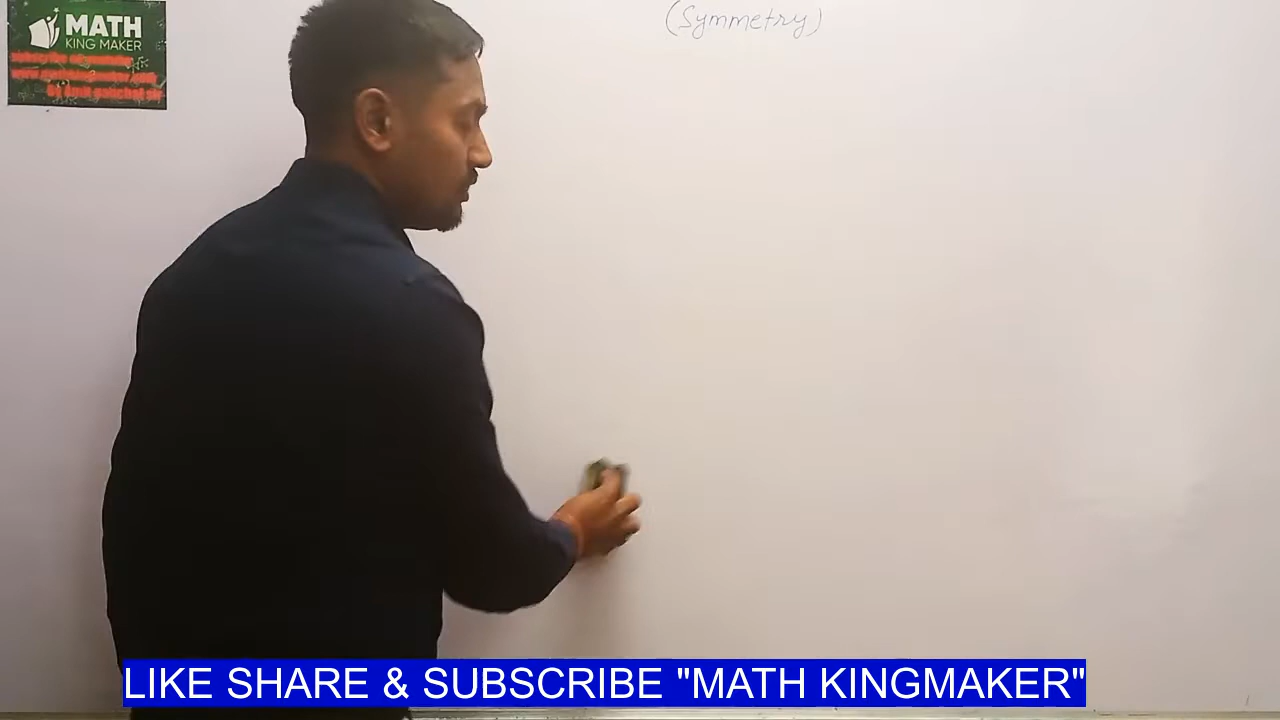 MATH
KING MAKER
(Symmetry)
LIKE SHARE & SUBSCRIBE "MATH KINGMAKER"